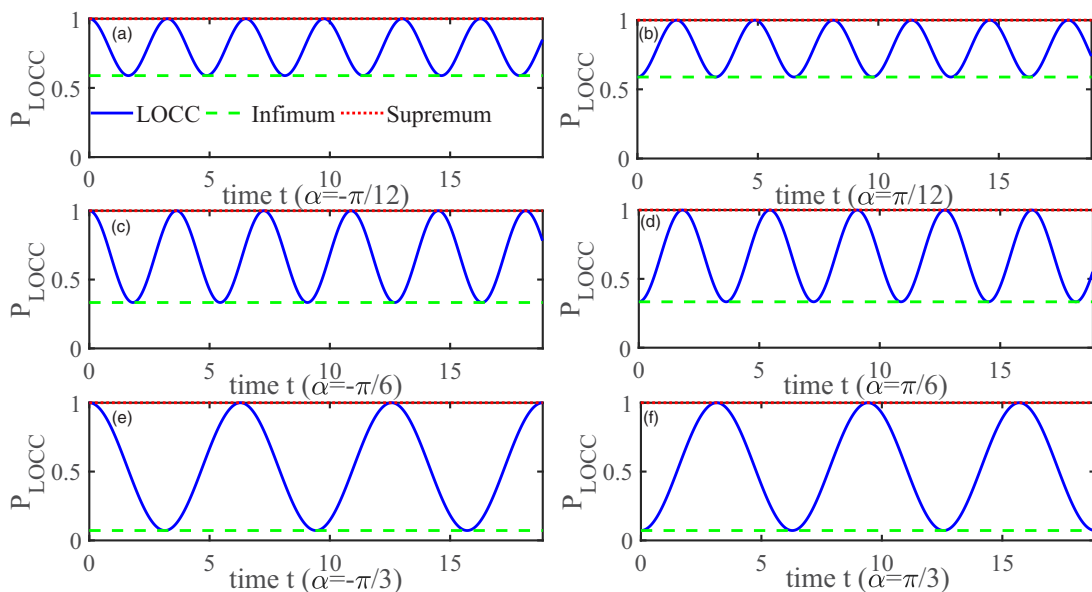 (a)
1
0.5
0
P_LOCC
LOCC Infimum Supremum
0 5 10 15
time t (α=-π/12)
(b)
1
0.5
0
P_LOCC
0 5 10 15
time t (α=π/12)
(c)
1
0.5
0
P_LOCC
0 5 10 15
time t (α=-π/6)
(d)
1
0.5
0
P_LOCC
0 5 10 15
time t (α=π/6)
(e)
1
0.5
0
P_LOCC
0 5 10 15
time t (α=-π/3)
(f)
1
0.5
0
P_LOCC
0 5 10 15
time t (α=π/3)